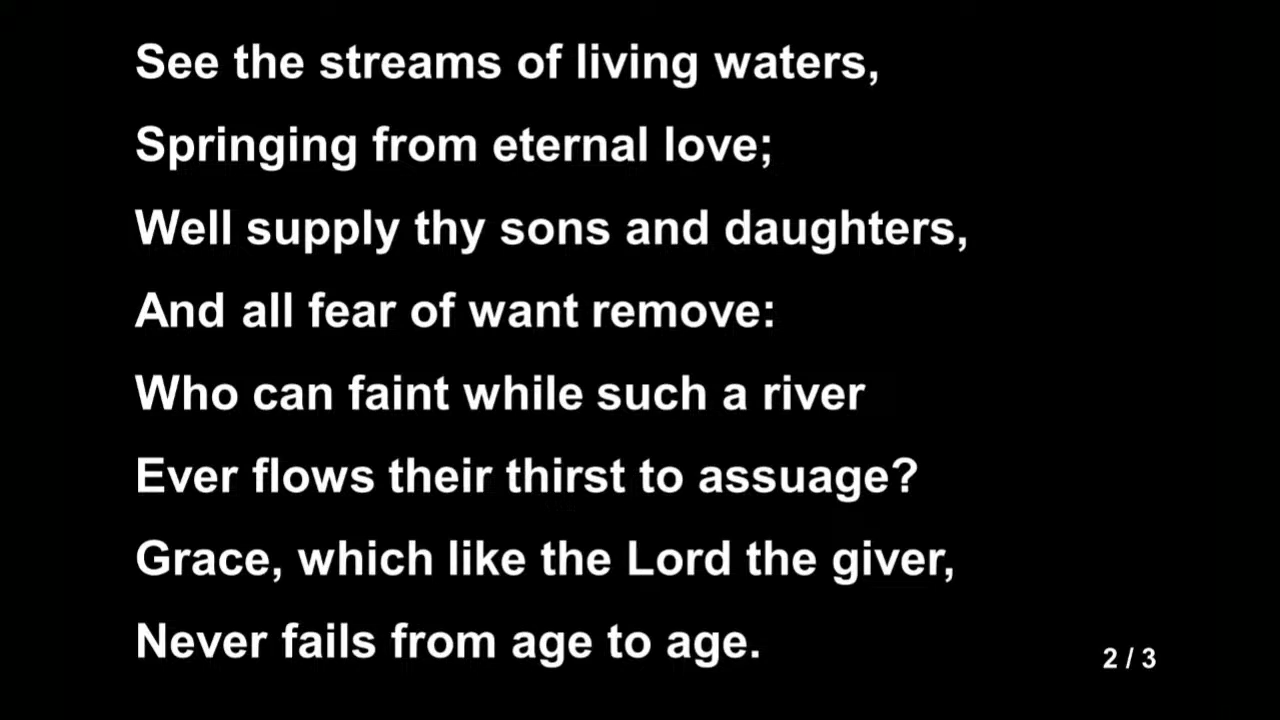 See the streams of living waters,
Springing from eternal love;
Well supply thy sons and daughters,
And all fear of want remove:
Who can faint while such a river
Ever flows their thirst to assuage?
Grace, which like the Lord the giver,
Never fails from age to age.
2 / 3